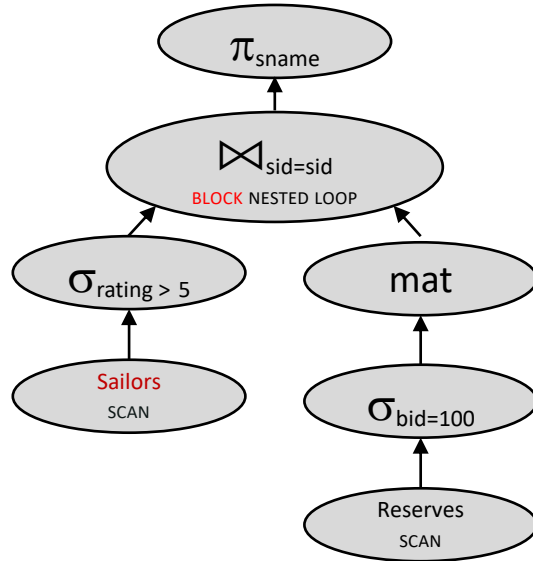 π sname
⋈ sid=sid
BLOCK NESTED LOOP
σ rating > 5
mat
Sailors
SCAN
σ bid=100
Reserves
SCAN